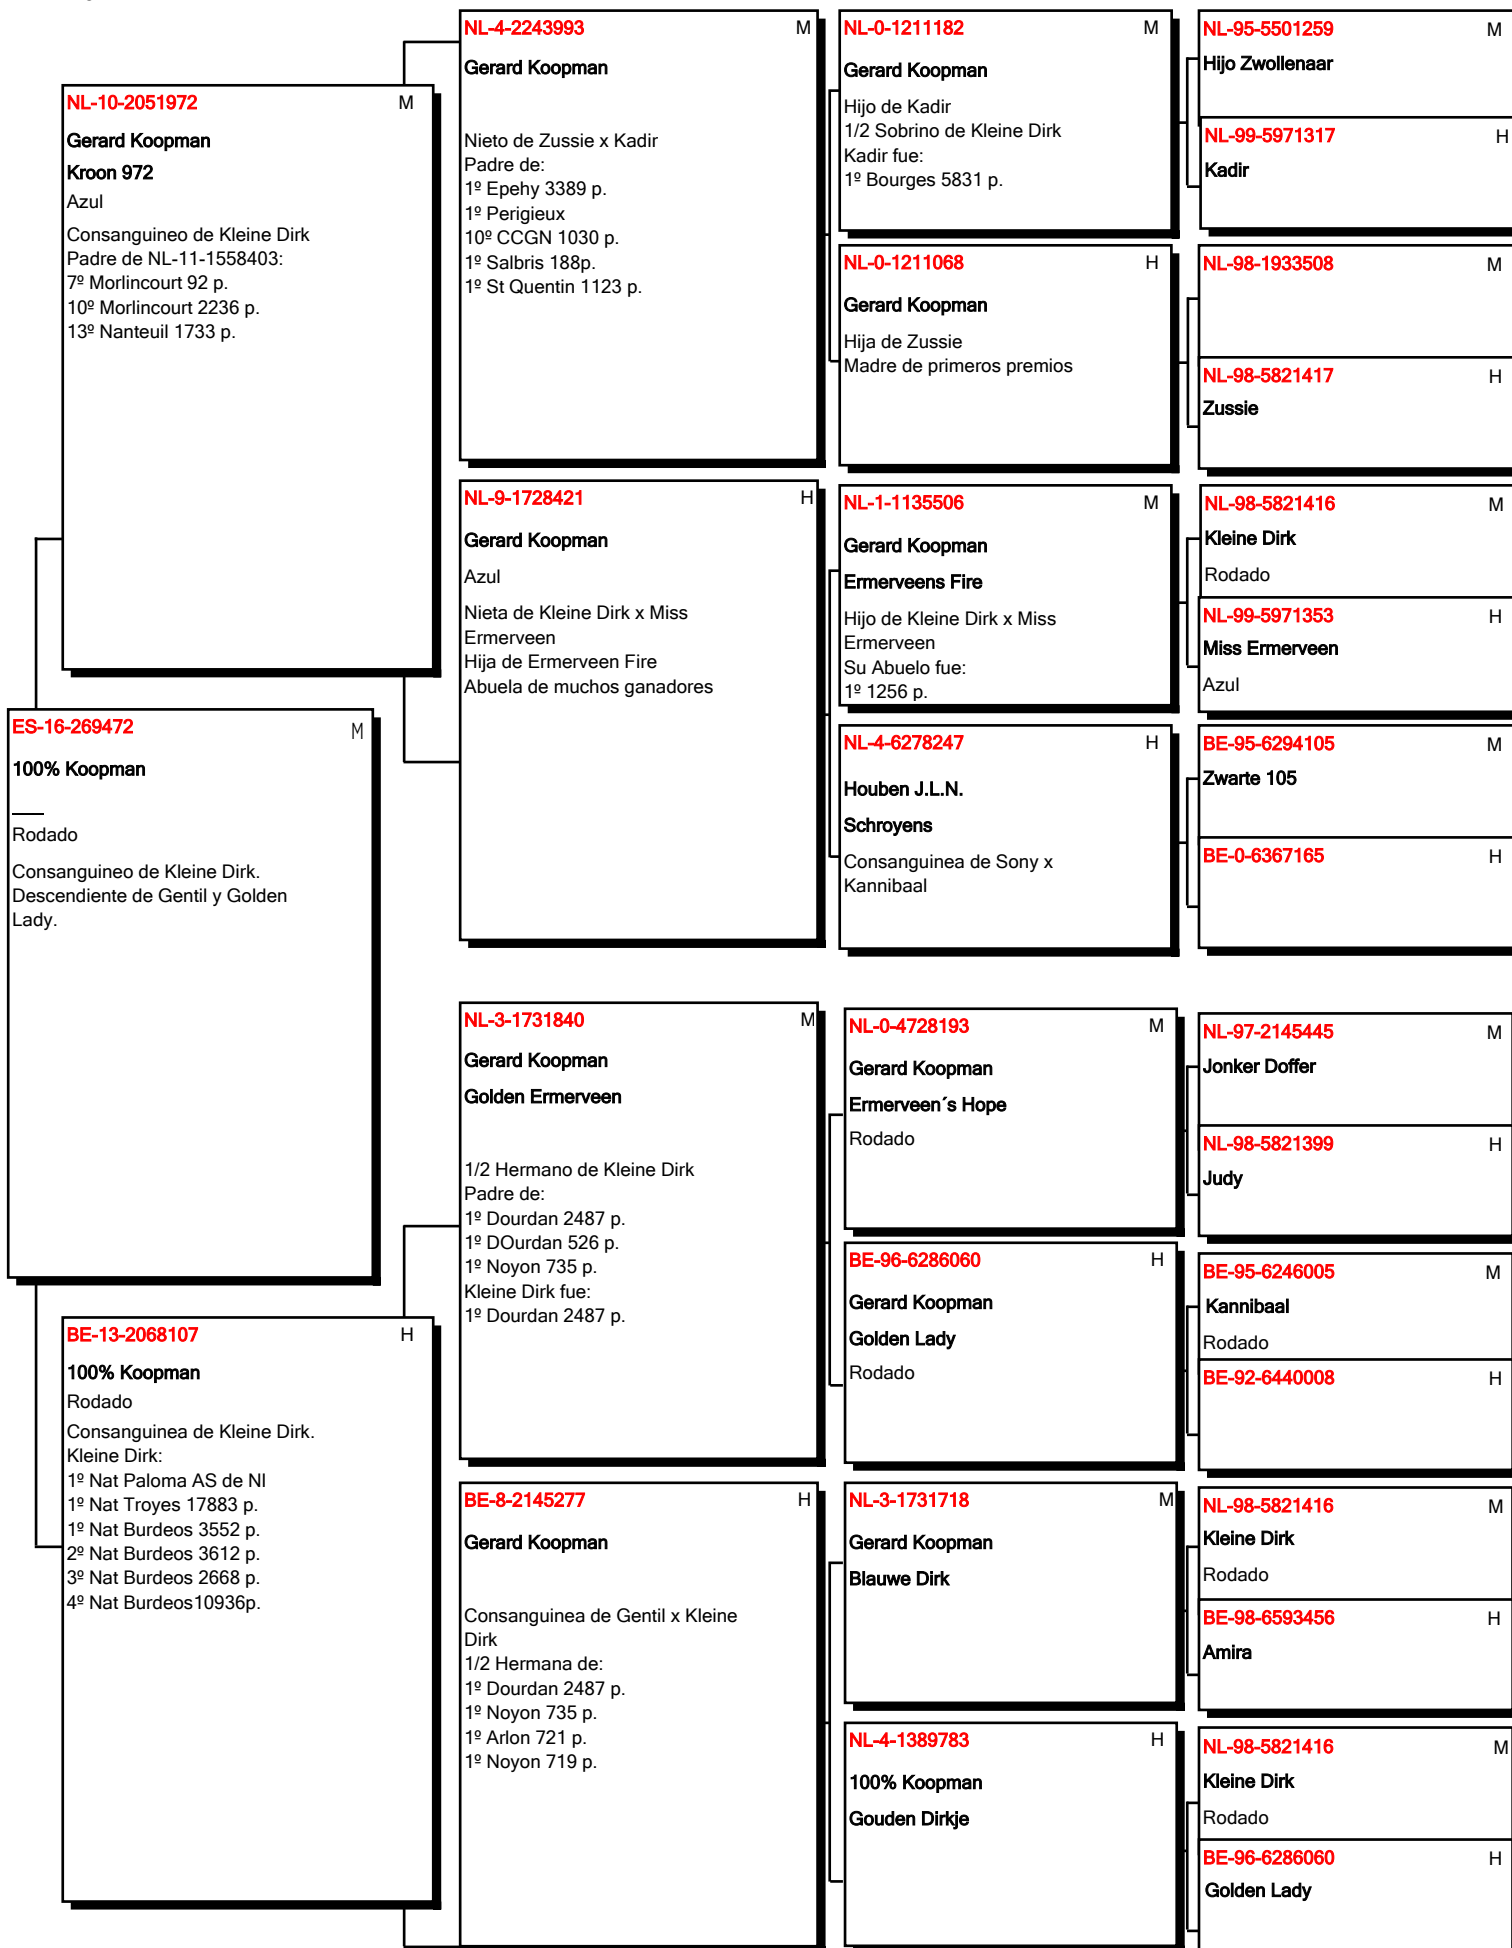 NL-10-2051972 M
Gerard Koopman
Kroon 972
Azul
Consanguineo de Kleine Dirk
Padre de NL-11-1558403:
7º Morlincourt 92 p.
10º Morlincourt 2236 p.
13º Nanteuil 1733 p.
ES-16-269472 M
100% Koopman
Rodado
Consanguineo de Kleine Dirk.
Descendiente de Gentil y Golden
Lady.
BE-13-2068107 H
100% Koopman
Rodado
Consanguinea de Kleine Dirk.
Kleine Dirk:
1º Nat Paloma AS de Nl
1º Nat Troyes 17883 p.
1º Nat Burdeos 3552 p.
2º Nat Burdeos 3612 p.
3º Nat Burdeos 2668 p.
4º Nat Burdeos10936p.
NL-4-2243993 M
Gerard Koopman
Nieto de Zussie x Kadir
Padre de:
1º Epehy 3389 p.
1º Perigieux
10º CCGN 1030 p.
1º Salbris 188p.
1º St Quentin 1123 p.
NL-9-1728421 H
Gerard Koopman
Azul
Nieta de Kleine Dirk x Miss
Ermerveen
Hija de Ermerveen Fire
Abuela de muchos ganadores
NL-3-1731840 M
Gerard Koopman
Golden Ermerveen
1/2 Hermano de Kleine Dirk
Padre de:
1º Dourdan 2487 p.
1º DOurdan 526 p.
1º Noyon 735 p.
Kleine Dirk fue:
1º Dourdan 2487 p.
BE-8-2145277 H
Gerard Koopman
Consanguinea de Gentil x Kleine
Dirk
1/2 Hermana de:
1º Dourdan 2487 p.
1º Noyon 735 p.
1º Arlon 721 p.
1º Noyon 719 p.
NL-0-1211182 M
Gerard Koopman
Hijo de Kadir
1/2 Sobrino de Kleine Dirk
Kadir fue:
1º Bourges 5831 p.
NL-0-1211068 H
Gerard Koopman
Hija de Zussie
Madre de primeros premios
NL-1-1135506 M
Gerard Koopman
Ermerveens Fire
Hijo de Kleine Dirk x Miss
Ermerveen
Su Abuelo fue:
1º 1256 p.
NL-4-6278247 H
Houben J.L.N.
Schroyens
Consanguinea de Sony x
Kannibaal
NL-0-4728193 M
Gerard Koopman
Ermerveen´s Hope
Rodado
BE-96-6286060 H
Gerard Koopman
Golden Lady
Rodado
NL-3-1731718 M
Gerard Koopman
Blauwe Dirk
NL-4-1389783 H
100% Koopman
Gouden Dirkje
NL-95-5501259 M
Hijo Zwollenaar
NL-99-5971317 H
Kadir
NL-98-1933508 M
NL-98-5821417 H
Zussie
NL-98-5821416 M
Kleine Dirk
Rodado
NL-99-5971353 H
Miss Ermerveen
Azul
BE-95-6294105 M
Zwarte 105
BE-0-6367165 H
NL-97-2145445 M
Jonker Doffer
NL-98-5821399 H
Judy
BE-95-6246005 M
Kannibaal
Rodado
BE-92-6440008 H
NL-98-5821416 M
Kleine Dirk
Rodado
BE-98-6593456 H
Amira
NL-98-5821416 M
Kleine Dirk
Rodado
BE-96-6286060 H
Golden Lady